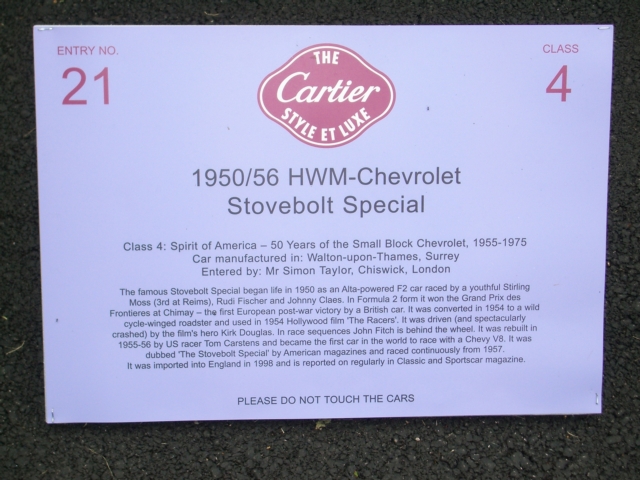 ENTRY NO.
21
CLASS
4
THE
Cartier
STYLE ET LUXE
1950/56 HWM-Chevrolet
Stovebolt Special
Class 4: Spirit of America – 50 Years of the Small Block Chevrolet, 1955-1975
Car manufactured in: Walton-upon-Thames, Surrey
Entered by: Mr Simon Taylor, Chiswick, London
The famous Stovebolt Special began life in 1950 as an Alta-powered F2 car raced by a youthful Stirling
Moss (3rd at Reims), Rudi Fischer and Johnny Claes. In Formula 2 form it won the Grand Prix des
Frontieres at Chimay – the first European post-war victory by a British car. It was converted in 1954 to a wild
cycle-winged roadster and used in 1954 Hollywood film 'The Racers'. It was driven (and spectacularly
crashed) by the film's hero Kirk Douglas. In race sequences John Fitch is behind the wheel. It was rebuilt in
1955-56 by US racer Tom Carstens and became the first car in the world to race with a Chevy V8. It was
dubbed 'The Stovebolt Special' by American magazines and raced continuously from 1957.
It was imported into England in 1998 and is reported on regularly in Classic and Sportscar magazine.
PLEASE DO NOT TOUCH THE CARS